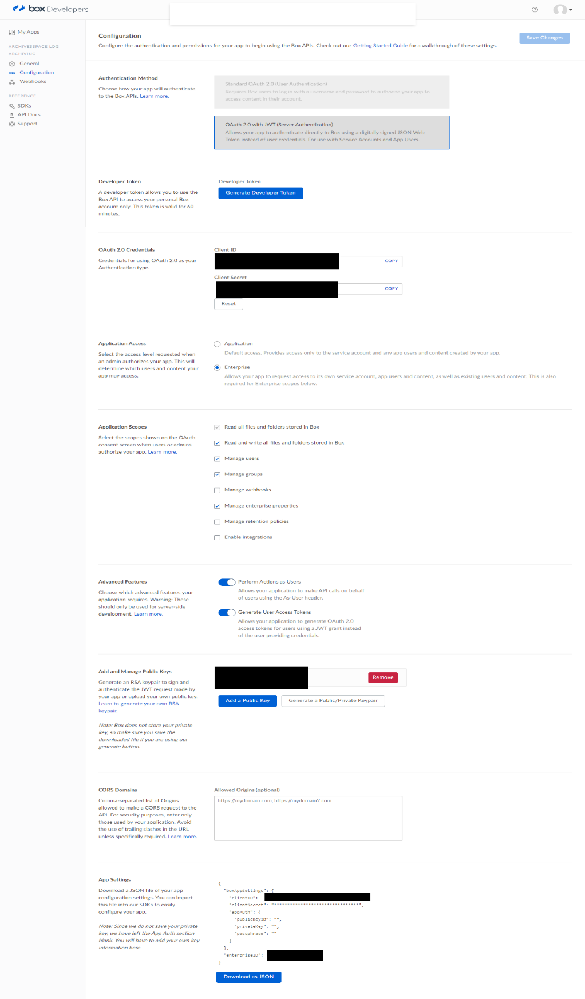 box Developers
My Apps
ARCHIVESSPACE LOG
ARCHIVING
General
Configuration
Webhooks
REFERENCE
SDKs
API Docs
Support
Configuration
Configure the authentication and permissions for your app to begin using the Box APIs. Check out our Getting Started Guide for a walkthrough of these settings.
Save Changes
Authentication Method
Choose how your app will authenticate
to the Box APIs. Learn more.
Standard OAuth 2.0 (User Authentication)
Requires Box users to log in with a username and password to authorize your app to
access content in their account.
OAuth 2.0 with JWT (Server Authentication)
Allows your app to authenticate directly to Box using a digitally signed JSON Web
Token instead of user credentials. For use with Service Accounts and App Users.
Developer Token
A developer token allows you to use the
Box API to access your personal Box
account only. This token is valid for 60
minutes.
Developer Token
Generate Developer Token
OAuth 2.0 Credentials
Credentials for using OAuth 2.0 as your
Authentication type.
Client ID
COPY
Client Secret
COPY
Reset
Application Access
Select the access level requested when
an admin authorizes your app. This will
determine which users and content your
app may access.
Application
Default access. Provides access only to the service account and any app users and content created by your app.
Enterprise
Allows your app to request access to its own service account, app users and content, as well as existing users and content. This is also
required for Enterprise scopes below.
Application Scopes
Select the scopes shown on the OAuth
consent screen when users or admins
authorize your app. Learn more.
Read all files and folders stored in Box
Read and write all files and folders stored in Box
Manage users
Manage groups
Manage webhooks
Manage enterprise properties
Manage retention policies
Enable integrations
Advanced Features
Choose which advanced features your
application requires. Warning: These
should only be used for server-side
development. Learn more.
Perform Actions as Users
Allows your application to make API calls on behalf
of users using the As-User header.
Generate User Access Tokens
Allows your application to generate OAuth 2.0
access tokens for users using a JWT grant instead
of the user providing credentials.
Add and Manage Public Keys
Generate an RSA keypair to sign and
authenticate the JWT request made by
your app or upload your own public key.
Learn to generate your own RSA
keypair.
Note: Box does not store your private
key, so make sure you save the
downloaded file if you are using our
generate button.
Remove
Add a Public Key
Generate a Public/Private Keypair
CORS Domains
Comma-separated list of Origins
allowed to make a CORS request to the
API. For security purposes, enter only
those used by your application. Avoid
the use of trailing slashes in the URL
unless specifically required. Learn more.
Allowed Origins (optional)
https://mydomain.com, https://mydomain2.com
App Settings
Download a JSON file of your app
configuration settings. You can import
this file into our SDKs to easily
configure your app.
Note: Since we do not save your private
key, we have left the App Auth section
blank. You will have to add your own key
information here.
{
"boxAppSettings": {
"clientID":
"clientSecret": "********************************",
"appAuth": {
"publicKeyID": "",
"privateKey": "",
"passphrase": ""
}
},
"enterpriseID":
}
Download as JSON